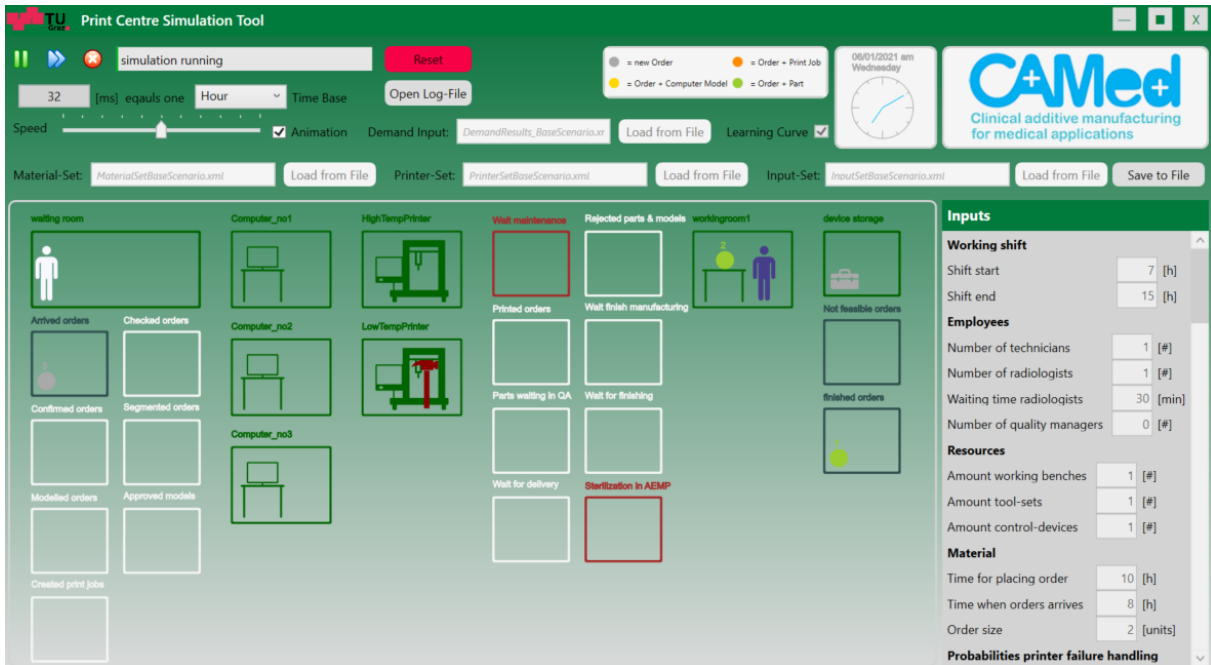 TU Graz Print Centre Simulation Tool
simulation running
Reset
= new Order
= Order + Print Job
= Order + Computer Model
= Order + Part
06/01/2021 am
Wednesday
CAMed
Clinical additive manufacturing
for medical applications
32 [ms] eqauls one Hour Time Base
Open Log-File
Speed
Animation
Demand Input: DemandResults_BaseScenario.xr Load from File Learning Curve
Material-Set: MaterialSetBaseScenario.xml Load from File Printer-Set: PrinterSetBaseScenario.xml Load from File Input-Set: InputSetBaseScenario.xml Load from File Save to File
waiting room
Computer_no1
HighTempPrinter
Wait maintenance
Rejected parts & models
workingroom1
2
device storage
Printed orders
Wait finish manufacturing
Not feasible orders
Arrived orders
Checked orders
Computer_no2
LowTempPrinter
Parts waiting in QA
Wait for finishing
finished orders
Confirmed orders
Segmented orders
Computer_no3
Wait for delivery
Sterilization in AEMP
Modelled orders
Approved models
Created print jobs
Inputs
Working shift
Shift start 7 [h]
Shift end 15 [h]
Employees
Number of technicians 1 [#]
Number of radiologists 1 [#]
Waiting time radiologists 30 [min]
Number of quality managers 0 [#]
Resources
Amount working benches 1 [#]
Amount tool-sets 1 [#]
Amount control-devices 1 [#]
Material
Time for placing order 10 [h]
Time when orders arrives 8 [h]
Order size 2 [units]
Probabilities printer failure handling